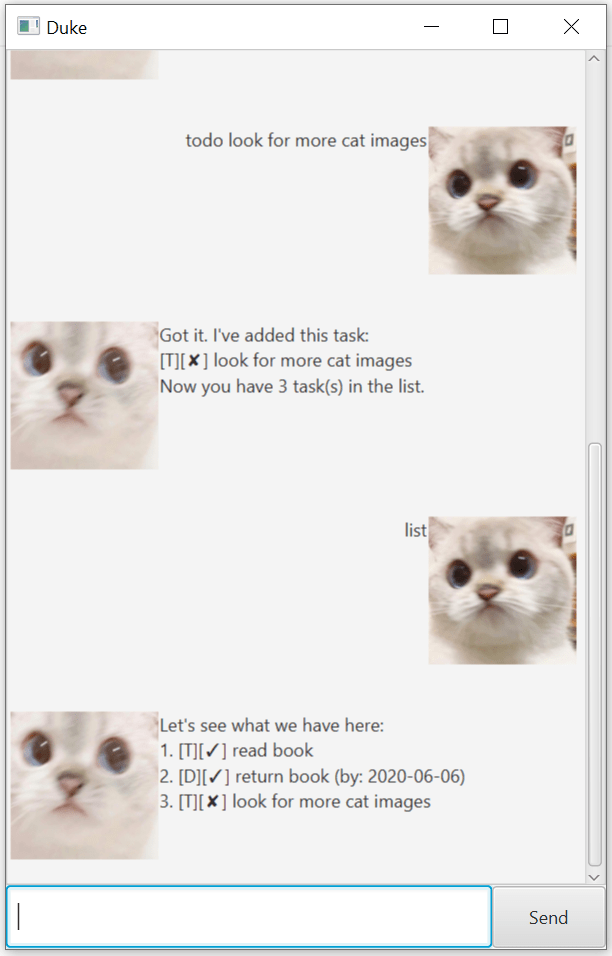 Duke
todo look for more cat images
Got it. I've added this task:
[T][✘] look for more cat images
Now you have 3 task(s) in the list.
list
Let's see what we have here:
1. [T][✓] read book
2. [D][✓] return book (by: 2020-06-06)
3. [T][✘] look for more cat images
Send